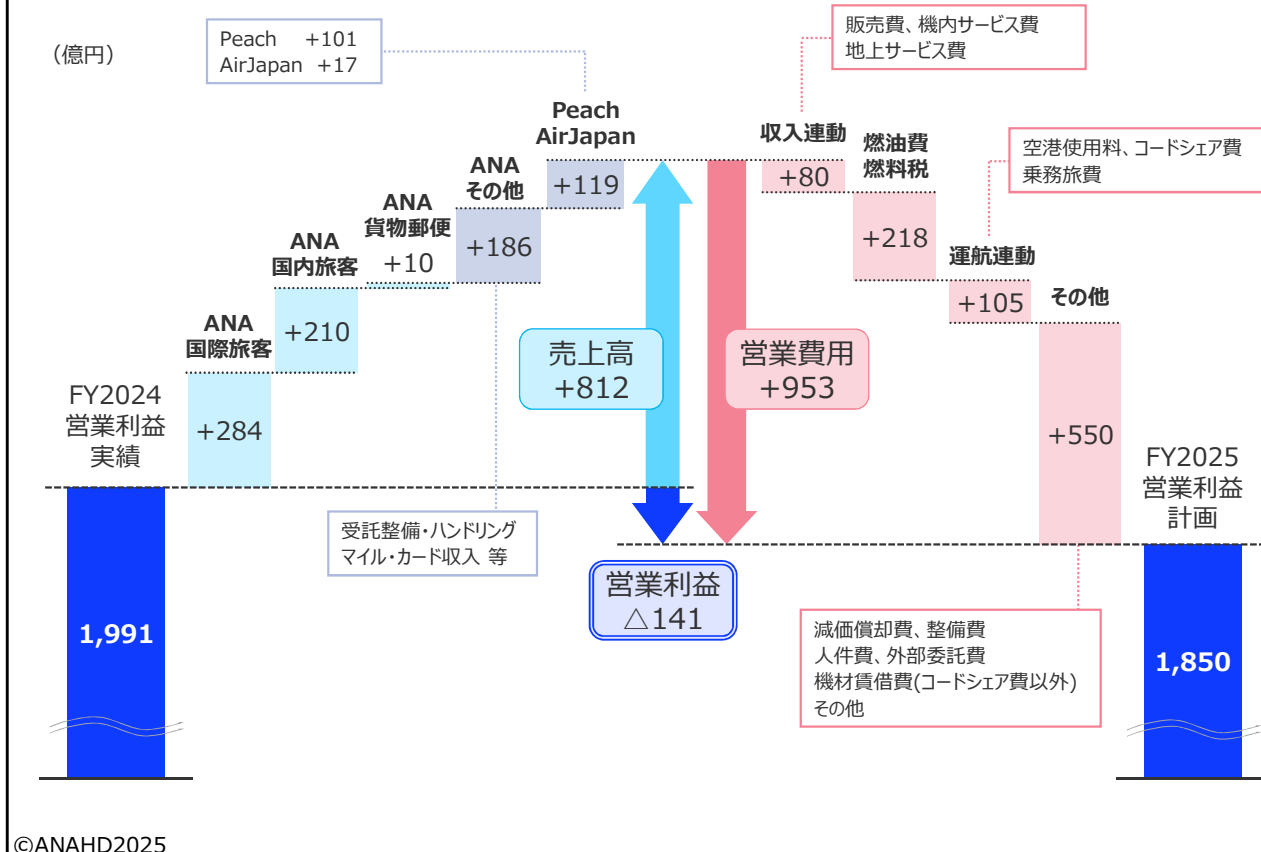 （億円）
Peach +101
AirJapan +17
Peach
AirJapan
+119
ANA
その他
+186
ANA
貨物郵便
+10
ANA
国内旅客
+210
ANA
国際旅客
+284
FY2024
営業利益
実績
1,991
受託整備・ハンドリング
マイル・カード収入 等
売上高
+812
営業費用
+953
営業利益
△141
販売費、機内サービス費
地上サービス費
収入連動
+80
燃油費
燃料税
+218
空港使用料、コードシェア費
乗務旅費
運航連動
+105
その他
+550
減価償却費、整備費
人件費、外部委託費
機材賃借費(コードシェア費以外)
その他
FY2025
営業利益
計画
1,850
©ANAHD2025